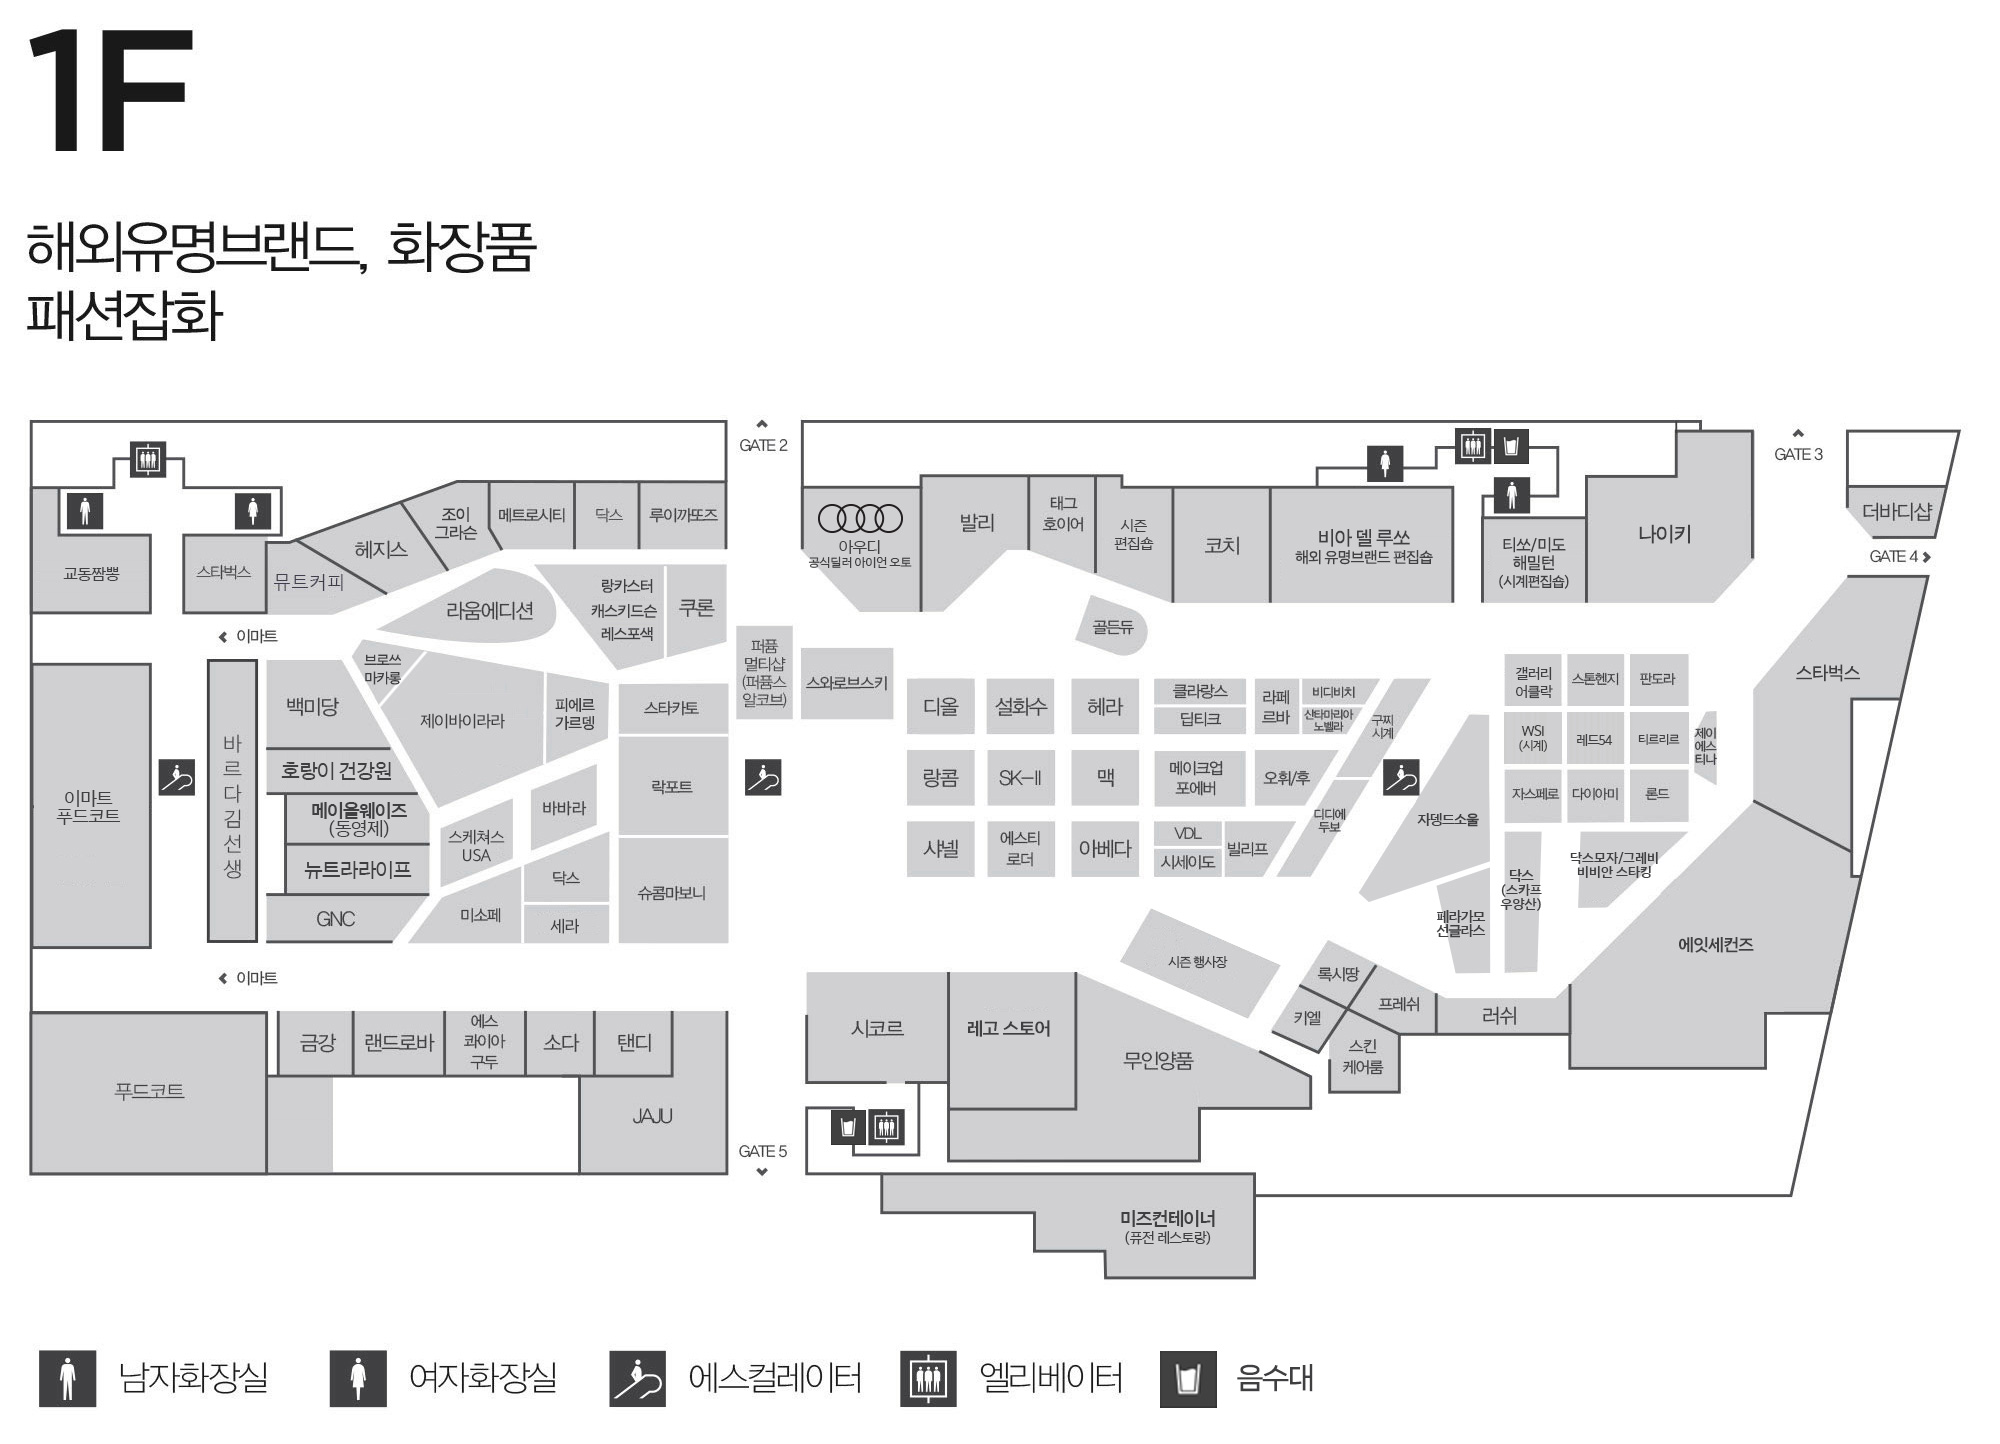 1F
해외유명브랜드, 화장품
패션잡화
GATE 2
GATE 3
GATE 4
교동짬뽕
스타벅스
뮤트커피
헤지스
조이
그라슨
메트로시티
닥스
루이까또즈
라움에디션
랑카스터
캐스키드슨
레스포색
쿠론
이마트
브로쓰
마카롱
백미당
제이바이라라
피에르
가르뎅
스타카토
호랑이 건강원
메이올웨이즈
(동영제)
뉴트라라이프
GNC
바르다김선생
이마트
푸드코트
스케쳐스
USA
바바라
락포트
미소페
닥스
세라
슈콤마보니
이마트
푸드코트
금강
랜드로바
에스
콰이아
구두
소다
탠디
JAJU
GATE 5
퍼퓸
멀티샵
(퍼퓸스
알코브)
스와로브스키
아우디
공식딜러 아이언 오토
발리
태그
호이어
시즌
편집숍
코치
비아 델 루쏘
해외 유명브랜드 편집숍
티쏘/미도
해밀턴
(시계편집숍)
나이키
더바디샵
골든듀
디올
설화수
헤라
클라랑스
딥티크
라페
르바
비디비치
산타마리아
노벨라
구찌
시계
랑콤
SK-II
맥
메이크업
포에버
오휘/후
디디에
두보
샤넬
에스티
로더
아베다
VDL
시세이도
빌리프
자뎅드소울
갤러리
어클락
스톤헨지
판도라
WSI
(시계)
레드54
티르리르
제이
에스
티나
자스페로
다이아미
론드
스타벅스
닥스
(스카프
우양산)
닥스모자/그레비
비비안 스타킹
페라가모
선글라스
에잇세컨즈
시즌 행사장
록시땅
프레쉬
키엘
러쉬
스킨
케어룸
시코르
레고 스토어
무인양품
미즈컨테이너
(퓨전 레스토랑)
남자화장실
여자화장실
에스컬레이터
엘리베이터
음수대